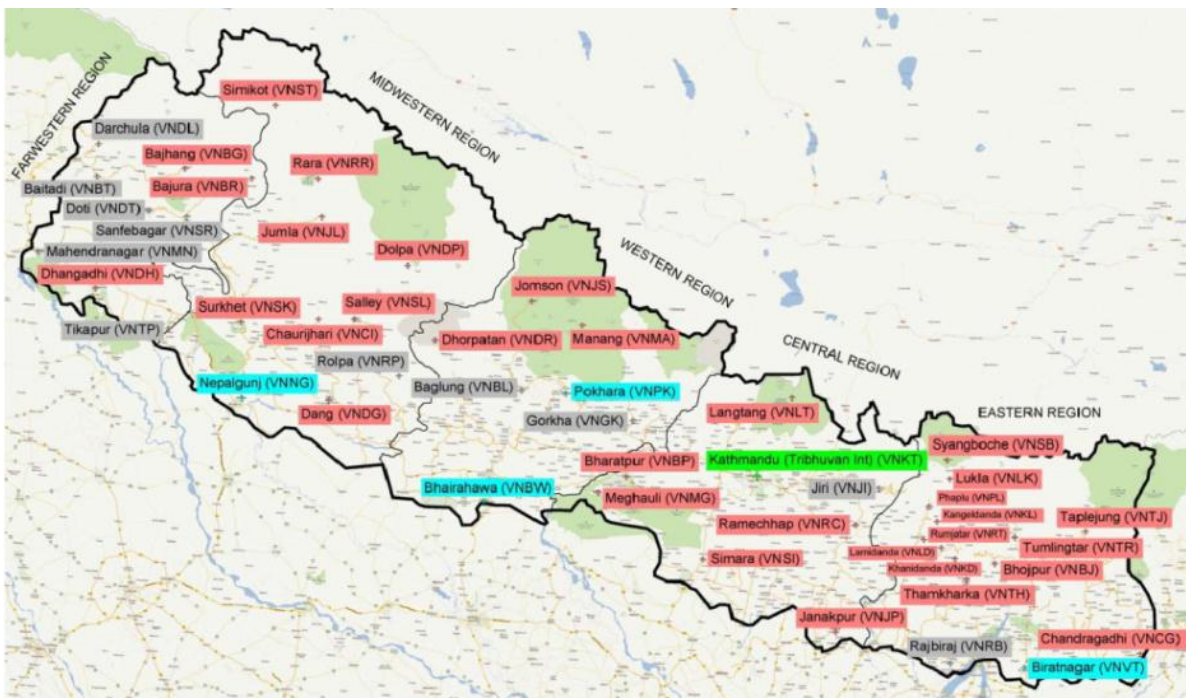 FARWESTERN REGION
MIDWESTERN REGION
WESTERN REGION
CENTRAL REGION
EASTERN REGION
Simikot (VNST)
Darchula (VNDL)
Bajhang (VNBG)
Rara (VNRR)
Baitadi (VNBT)
Bajura (VNBR)
Doti (VNDT)
Sanfebagar (VNSR)
Jumla (VNJL)
Mahendranagar (VNMN)
Dolpa (VNDP)
Dhangadhi (VNDH)
Jomson (VNJS)
Surkhet (VNSK)
Salley (VNSL)
Tikapur (VNTP)
Chaurijhari (VNCI)
Dhorpatan (VNDR)
Manang (VNMA)
Rolpa (VNRP)
Nepalgunj (VNNG)
Baglung (VNBL)
Pokhara (VNPK)
Dang (VNDG)
Gorkha (VNGK)
Langtang (VNLT)
Syangboche (VNSB)
Bharatpur (VNBP)
Kathmandu (Tribhuvan Int) (VNKT)
Lukla (VNLK)
Bhairahawa (VNBW)
Meghauli (VNMG)
Jiri (VNJI)
Phaplu (VNPL)
Kangeldanda (VNKL)
Taplejung (VNTJ)
Ramechhap (VNRC)
Rumjatar (VNRT)
Tumlingtar (VNTR)
Simara (VNSI)
Lamidanda (VNLD)
Khanidanda (VNKD)
Bhojpur (VNBJ)
Thamkharka (VNTH)
Janakpur (VNJP)
Rajbiraj (VNRB)
Chandragadhi (VNCG)
Biratnagar (VNVT)